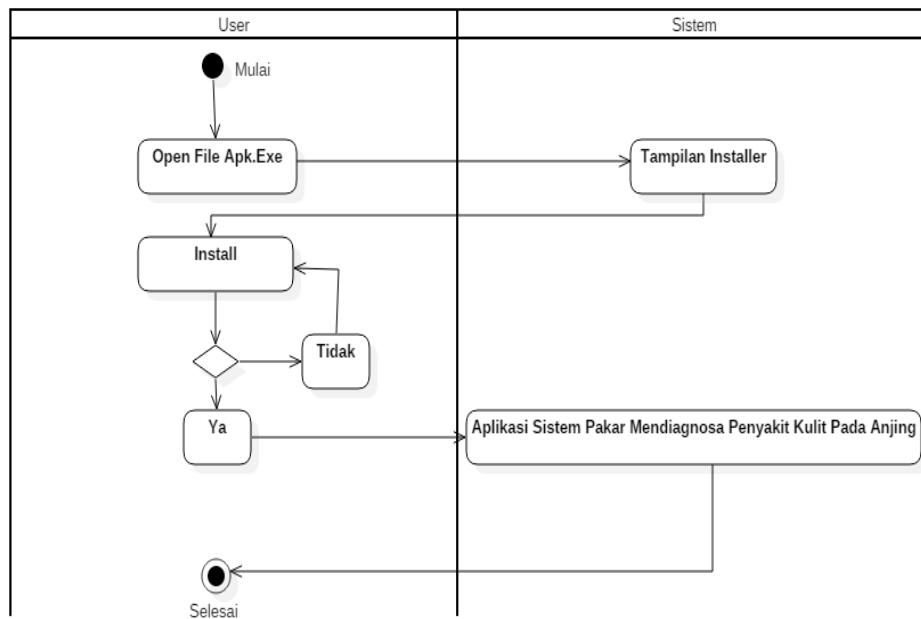 User
Sistem
Mulai
Open File Apk.Exe
Tampilan Installer
Install
Tidak
Ya
Aplikasi Sistem Pakar Mendiagnosa Penyakit Kulit Pada Anjing
Selesai